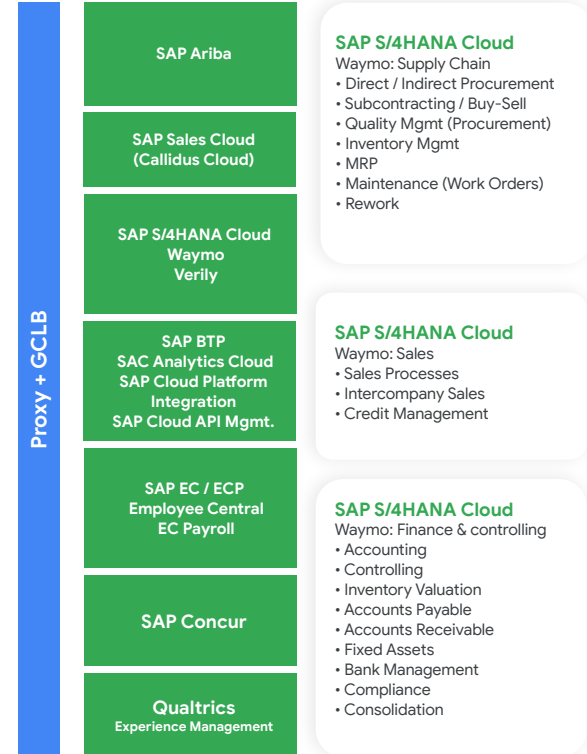 Proxy + GCLB
SAP Ariba
SAP Sales Cloud
(Callidus Cloud)
SAP S/4HANA Cloud
Waymo
Verily
SAP BTP
SAC Analytics Cloud
SAP Cloud Platform
Integration
SAP Cloud API Mgmt.
SAP EC / ECP
Employee Central
EC Payroll
SAP Concur
Qualtrics
Experience Management
SAP S/4HANA Cloud
Waymo: Supply Chain
• Direct / Indirect Procurement
• Subcontracting / Buy-Sell
• Quality Mgmt (Procurement)
• Inventory Mgmt
• MRP
• Maintenance (Work Orders)
• Rework
SAP S/4HANA Cloud
Waymo: Sales
• Sales Processes
• Intercompany Sales
• Credit Management
SAP S/4HANA Cloud
Waymo: Finance & controlling
• Accounting
• Controlling
• Inventory Valuation
• Accounts Payable
• Accounts Receivable
• Fixed Assets
• Bank Management
• Compliance
• Consolidation